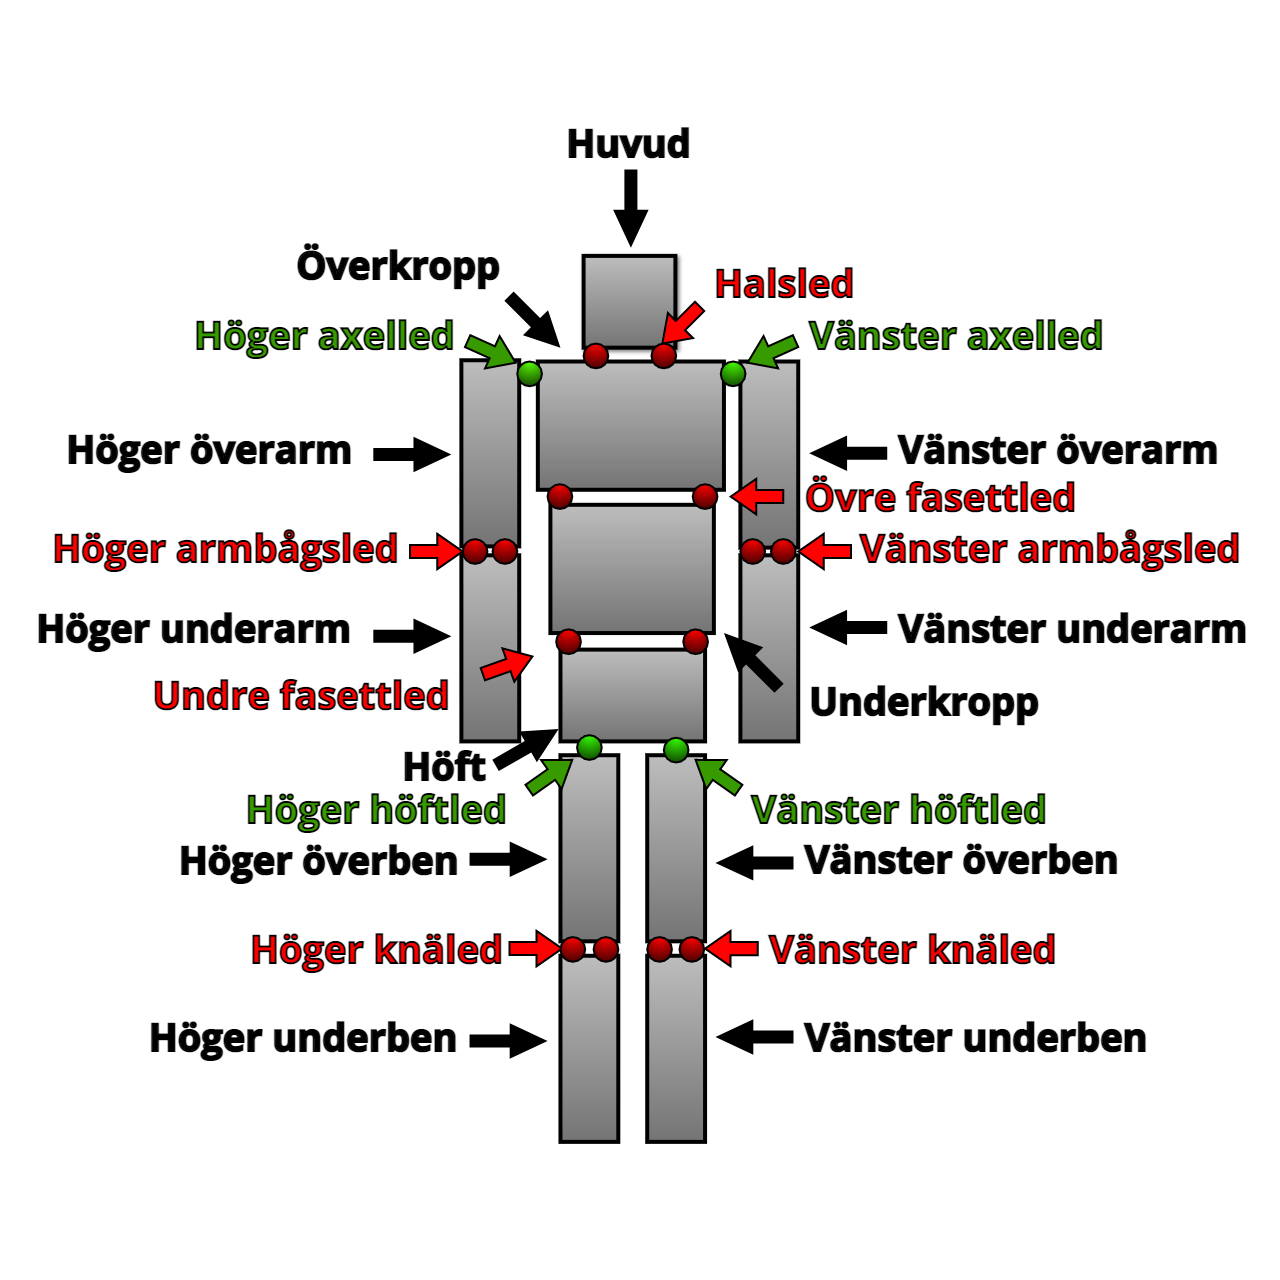 Huvud
Överkropp
Halsled
Höger axelled
Vänster axelled
Höger överarm
Vänster överarm
Övre fasettled
Höger armbågsled
Vänster armbågsled
Höger underarm
Vänster underarm
Undre fasettled
Underkropp
Höft
Höger höftled
Vänster höftled
Höger överben
Vänster överben
Höger knäled
Vänster knäled
Höger underben
Vänster underben